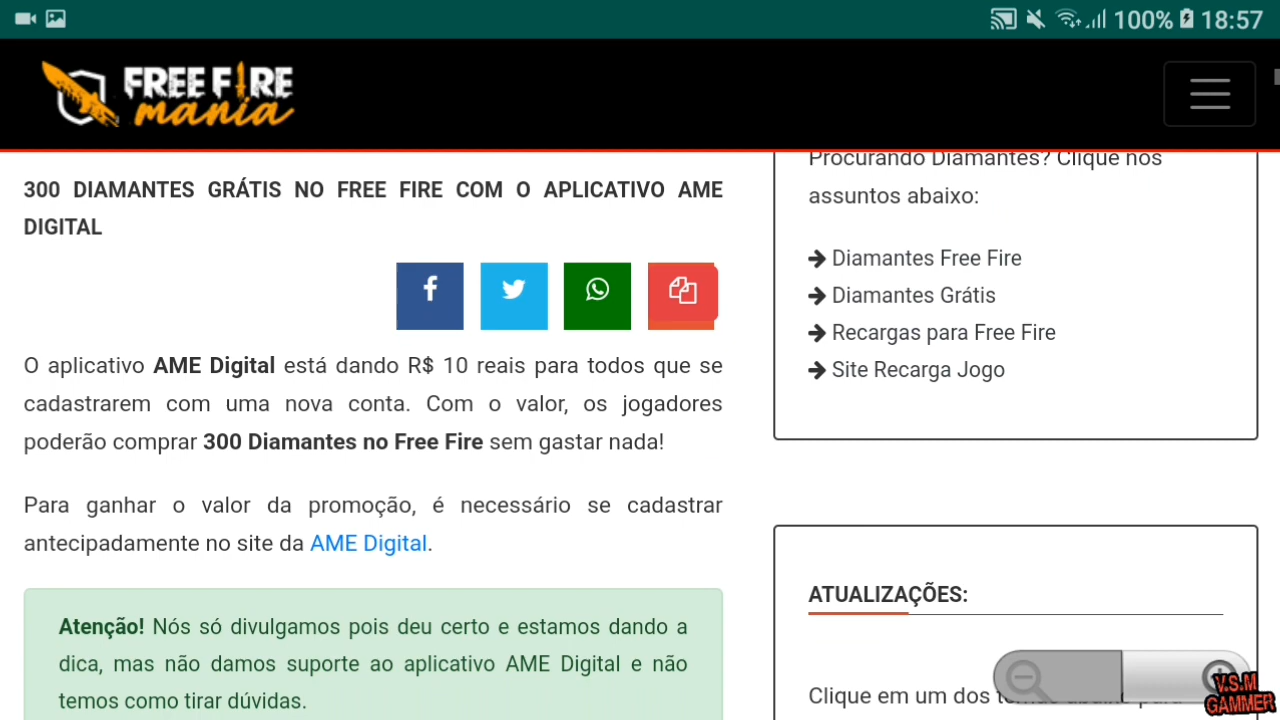 100% 18:57
FREE FIRE
mania
300 DIAMANTES GRÁTIS NO FREE FIRE COM O APLICATIVO AME
DIGITAL
O aplicativo AME Digital está dando R$ 10 reais para todos que se
cadastrarem com uma nova conta. Com o valor, os jogadores
poderão comprar 300 Diamantes no Free Fire sem gastar nada!
Para ganhar o valor da promoção, é necessário se cadastrar
antecipadamente no site da AME Digital.
Atenção! Nós só divulgamos pois deu certo e estamos dando a
dica, mas não damos suporte ao aplicativo AME Digital e não
temos como tirar dúvidas.
Procurando Diamantes? Clique nos
assuntos abaixo:
Diamantes Free Fire
Diamantes Grátis
Recargas para Free Fire
Site Recarga Jogo
ATUALIZAÇÕES:
Clique em um dos
V.S.M
GAMMER